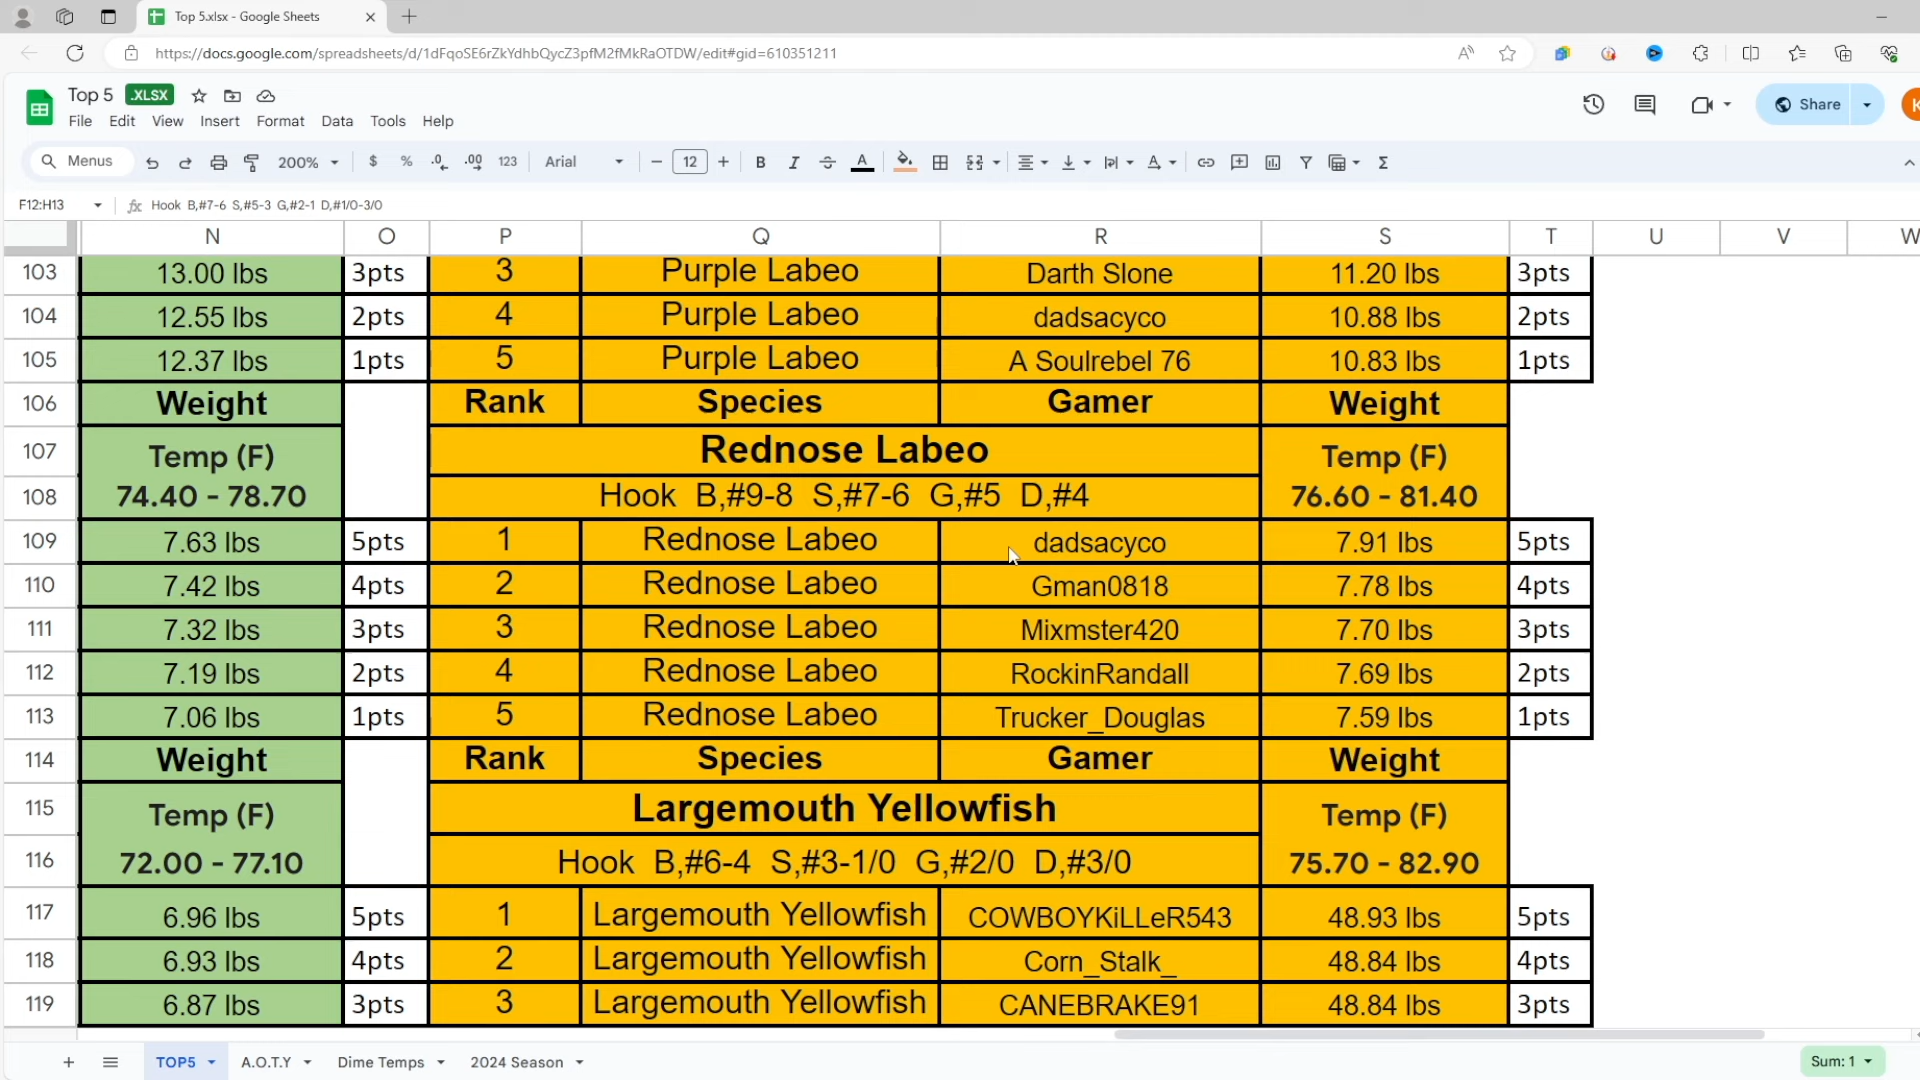 Top 5.xlsx - Google Sheets
https://docs.google.com/spreadsheets/d/1dFqoSE6rZkYdhbQycZ3pfM2fMkRaOTDW/edit#gid=610351211
Top 5 .XLSX
Share
K
File Edit View Insert Format Data Tools Help
Menus 200% $ % .0 .00 123 Arial 12 B I S A Σ
F12:H13 fx Hook B,#7-6 S,#5-3 G,#2-1 D,#1/0-3/0
N O P Q R S T U V W
103 13.00 lbs 3pts 3 Purple Labeo Darth Slone 11.20 lbs 3pts
104 12.55 lbs 2pts 4 Purple Labeo dadsacyco 10.88 lbs 2pts
105 12.37 lbs 1pts 5 Purple Labeo A Soulrebel 76 10.83 lbs 1pts
106 Weight Rank Species Gamer Weight
107 Temp (F) Rednose Labeo Temp (F)
108 74.40 - 78.70 Hook B,#9-8 S,#7-6 G,#5 D,#4 76.60 - 81.40
109 7.63 lbs 5pts 1 Rednose Labeo dadsacyco 7.91 lbs 5pts
110 7.42 lbs 4pts 2 Rednose Labeo Gman0818 7.78 lbs 4pts
111 7.32 lbs 3pts 3 Rednose Labeo Mixmster420 7.70 lbs 3pts
112 7.19 lbs 2pts 4 Rednose Labeo RockinRandall 7.69 lbs 2pts
113 7.06 lbs 1pts 5 Rednose Labeo Trucker_Douglas 7.59 lbs 1pts
114 Weight Rank Species Gamer Weight
115 Temp (F) Largemouth Yellowfish Temp (F)
116 72.00 - 77.10 Hook B,#6-4 S,#3-1/0 G,#2/0 D,#3/0 75.70 - 82.90
117 6.96 lbs 5pts 1 Largemouth Yellowfish COWBOYKiLLeR543 48.93 lbs 5pts
118 6.93 lbs 4pts 2 Largemouth Yellowfish Corn_Stalk_ 48.84 lbs 4pts
119 6.87 lbs 3pts 3 Largemouth Yellowfish CANEBRAKE91 48.84 lbs 3pts
TOP5 A.O.T.Y Dime Temps 2024 Season Sum: 1